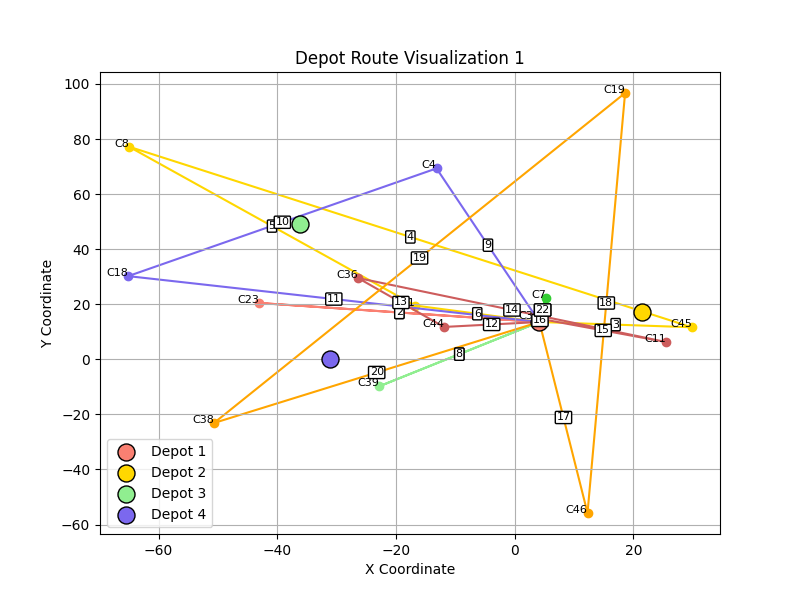 Depot Route Visualization 1
100
80
60
40
20
0
−20
−40
−60
Y Coordinate
−60
−40
−20
0
20
X Coordinate
C19
C8
C4
10
4
9
19
C18
C36
C7
C23
11
13
18
2
6
14
22
16
C44
12
15
3
C45
C11
8
20
C39
C38
17
C46
Depot 1
Depot 2
Depot 3
Depot 4